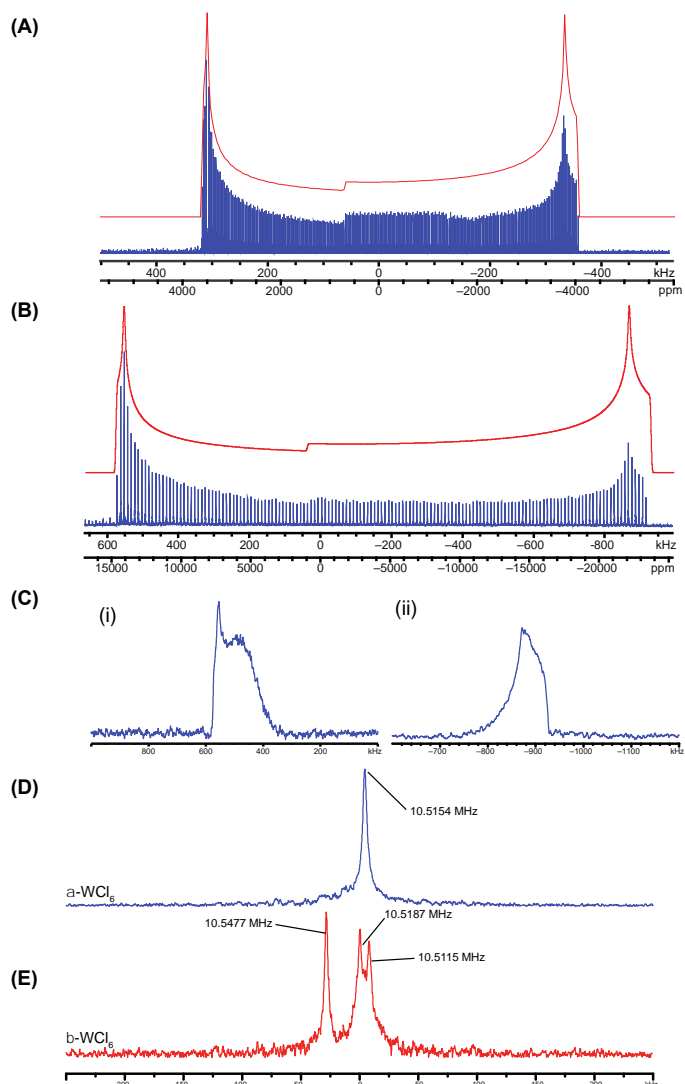 (A)
400 200 0 −200 −400 kHz
4000 2000 0 −2000 −4000 ppm
(B)
600 400 200 0 −200 −400 −600 −800 kHz
15000 10000 5000 0 −5000 −10000 −15000 −20000 ppm
(C)
(i) (ii)
800 600 400 200 kHz
−700 −800 −900 −1000 −1100 kHz
(D)
10.5154 MHz
a-WCl6
10.5477 MHz
10.5187 MHz
10.5115 MHz
(E)
b-WCl6